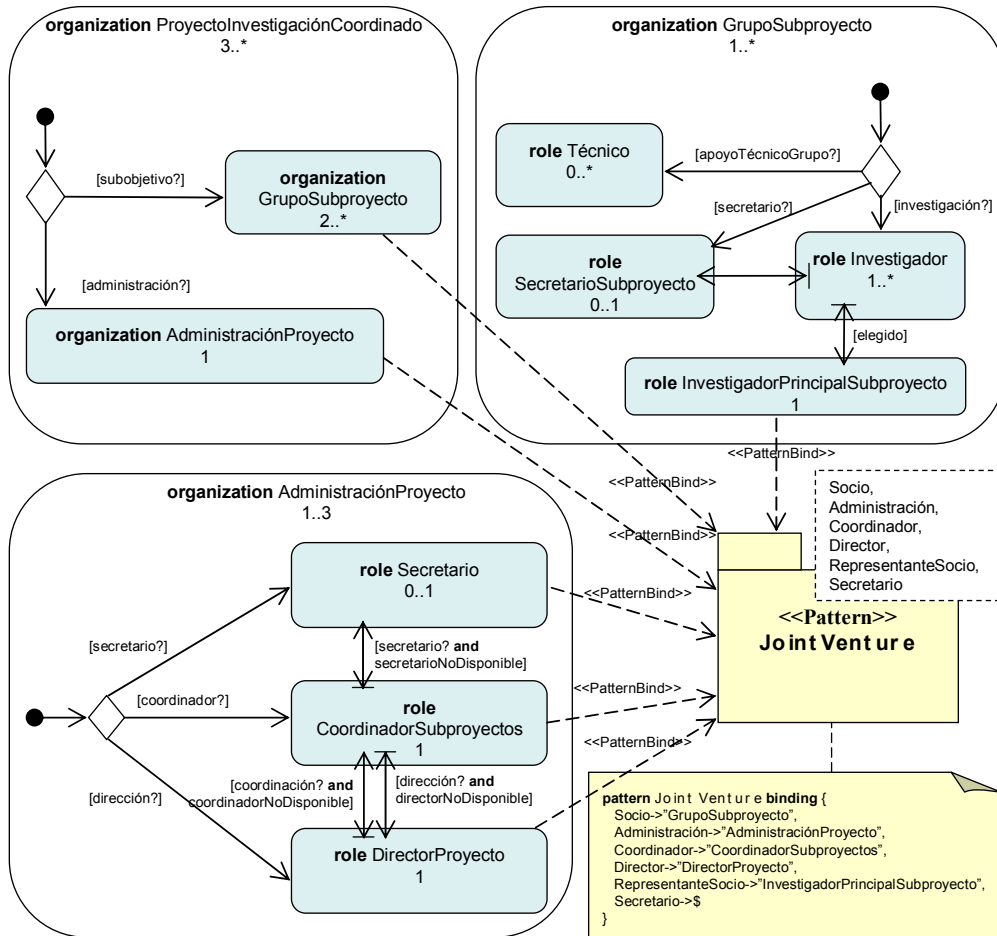 organization ProyectoInvestigaciónCoordinado
3..*
[subobjetivo?]
organization
GrupoSubproyecto
2..*
[administración?]
organization AdministraciónProyecto
1
organization GrupoSubproyecto
1..*
role Técnico
0..*
[apoyoTécnicoGrupo?]
[secretario?]
[investigación?]
role
SecretarioSubproyecto
0..1
role Investigador
1..*
[elegido]
role InvestigadorPrincipalSubproyecto
1
<<PatternBind>>
<<PatternBind>>
<<PatternBind>>
<<PatternBind>>
<<PatternBind>>
<<PatternBind>>
organization AdministraciónProyecto
1..3
role Secretario
0..1
[secretario?]
[secretario? and
secretarioNoDisponible]
[coordinador?]
role
CoordinadorSubproyectos
1
[dirección?]
[coordinación? and
coordinadorNoDisponible]
[dirección? and
directorNoDisponible]
role DirectorProyecto
1
Socio,
Administración,
Coordinador,
Director,
RepresentanteSocio,
Secretario
<<Pattern>>
Joint Venture
pattern Joint Venture binding {
Socio->”GrupoSubproyecto”,
Administración->”AdministraciónProyecto”,
Coordinador->”CoordinadorSubproyectos”,
Director->”DirectorProyecto”,
RepresentanteSocio->”InvestigadorPrincipalSubproyecto”,
Secretario->$
}